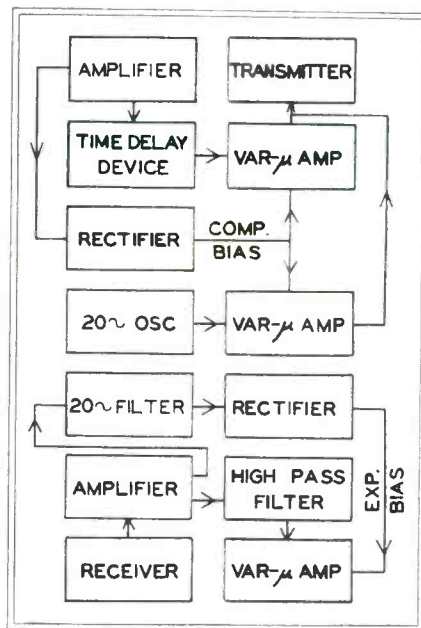 AMPLIFIER
TRANSMITTER
TIME DELAY
DEVICE
VAR-μ AMP
RECTIFIER
COMP.
BIAS
20~ OSC
VAR-μ AMP
20~ FILTER
RECTIFIER
AMPLIFIER
HIGH PASS
FILTER
EXP.
BIAS
RECEIVER
VAR-μ AMP